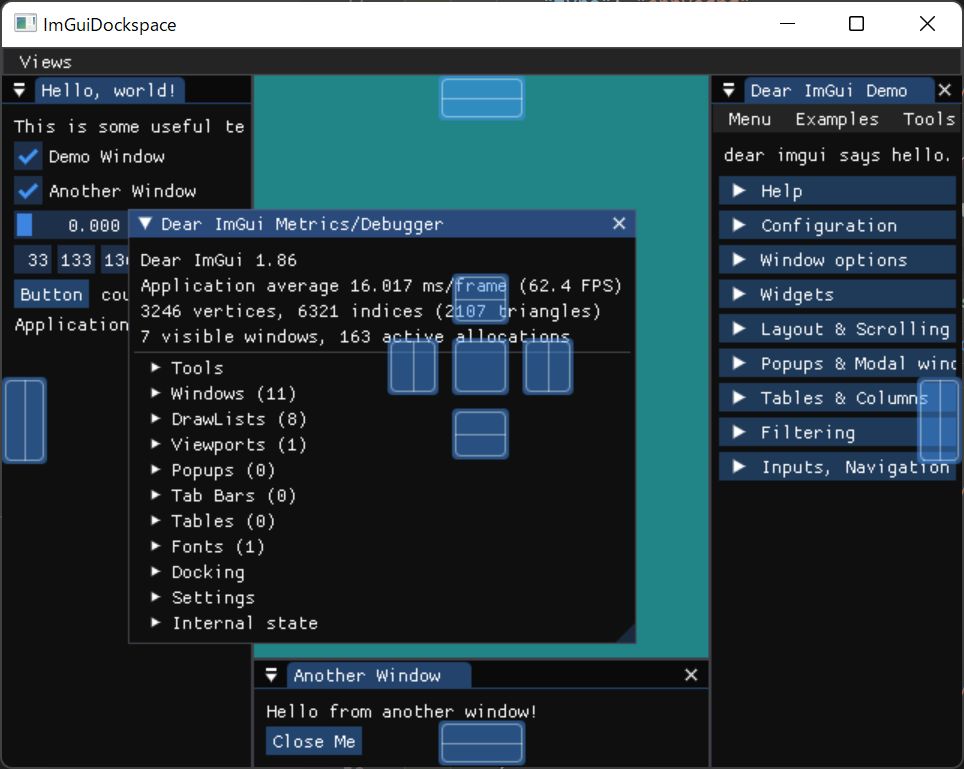 ImGuiDockspace
Views
Hello, world!
This is some useful te
Demo Window
Another Window
0.000
33 133
Button cou
Application
Dear ImGui Metrics/Debugger
Dear ImGui 1.86
Application average 16.017 ms/frame (62.4 FPS)
3246 vertices, 6321 indices (2107 triangles)
7 visible windows, 163 active allocations
Tools
Windows (11)
DrawLists (8)
Viewports (1)
Popups (0)
Tab Bars (0)
Tables (0)
Fonts (1)
Docking
Settings
Internal state
Another Window
Hello from another window!
Close Me
Dear ImGui Demo
Menu Examples Tools
dear imgui says hello.
Help
Configuration
Window options
Widgets
Layout & Scrolling
Popups & Modal wind
Tables & Columns
Filtering
Inputs, Navigation